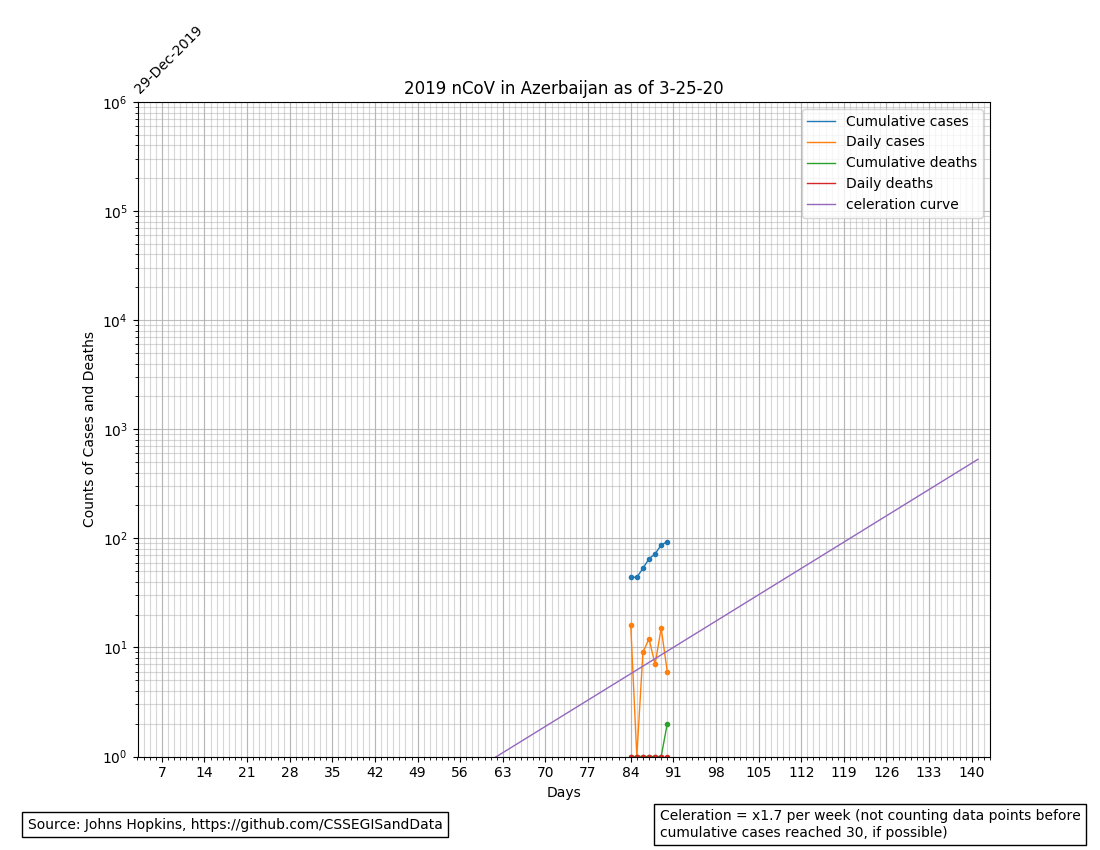 29-Dec-2019
2019 nCoV in Azerbaijan as of 3-25-20
10^6
10^5
10^4
10^3
10^2
10^1
10^0
Counts of Cases and Deaths
Cumulative cases
Daily cases
Cumulative deaths
Daily deaths
celeration curve
7 14 21 28 35 42 49 56 63 70 77 84 91 98 105 112 119 126 133 140
Days
Source: Johns Hopkins, https://github.com/CSSEGISandData
Celeration = x1.7 per week (not counting data points before
cumulative cases reached 30, if possible)